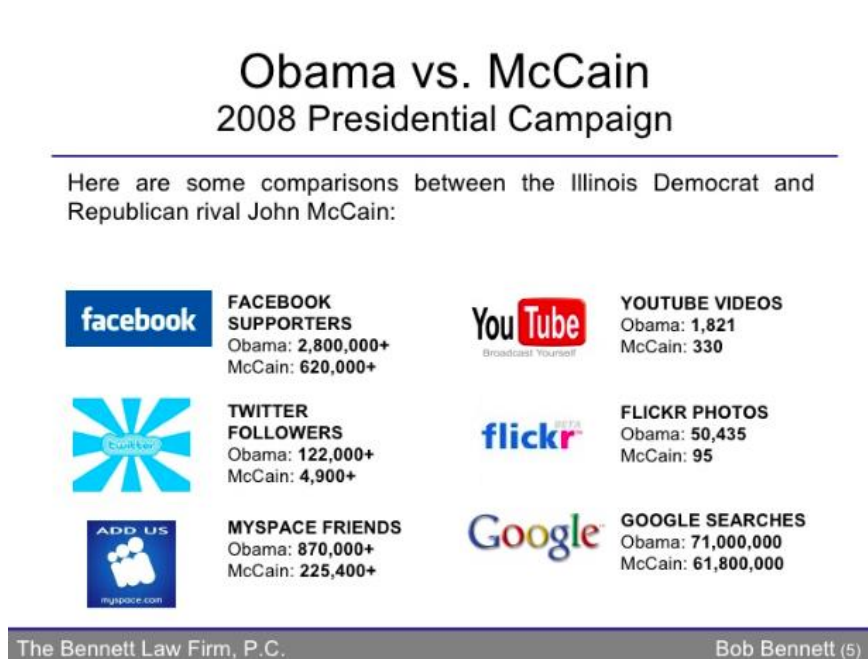 Obama vs. McCain
2008 Presidential Campaign
Here are some comparisons between the Illinois Democrat and
Republican rival John McCain:
facebook
FACEBOOK
SUPPORTERS
Obama: 2,800,000+
McCain: 620,000+
twitter
TWITTER
FOLLOWERS
Obama: 122,000+
McCain: 4,900+
ADD US
myspace.com
MYSPACE FRIENDS
Obama: 870,000+
McCain: 225,400+
You Tube
Broadcast Yourself
YOUTUBE VIDEOS
Obama: 1,821
McCain: 330
flickr BETA
FLICKR PHOTOS
Obama: 50,435
McCain: 95
Google
GOOGLE SEARCHES
Obama: 71,000,000
McCain: 61,800,000
The Bennett Law Firm, P.C.
Bob Bennett (5)